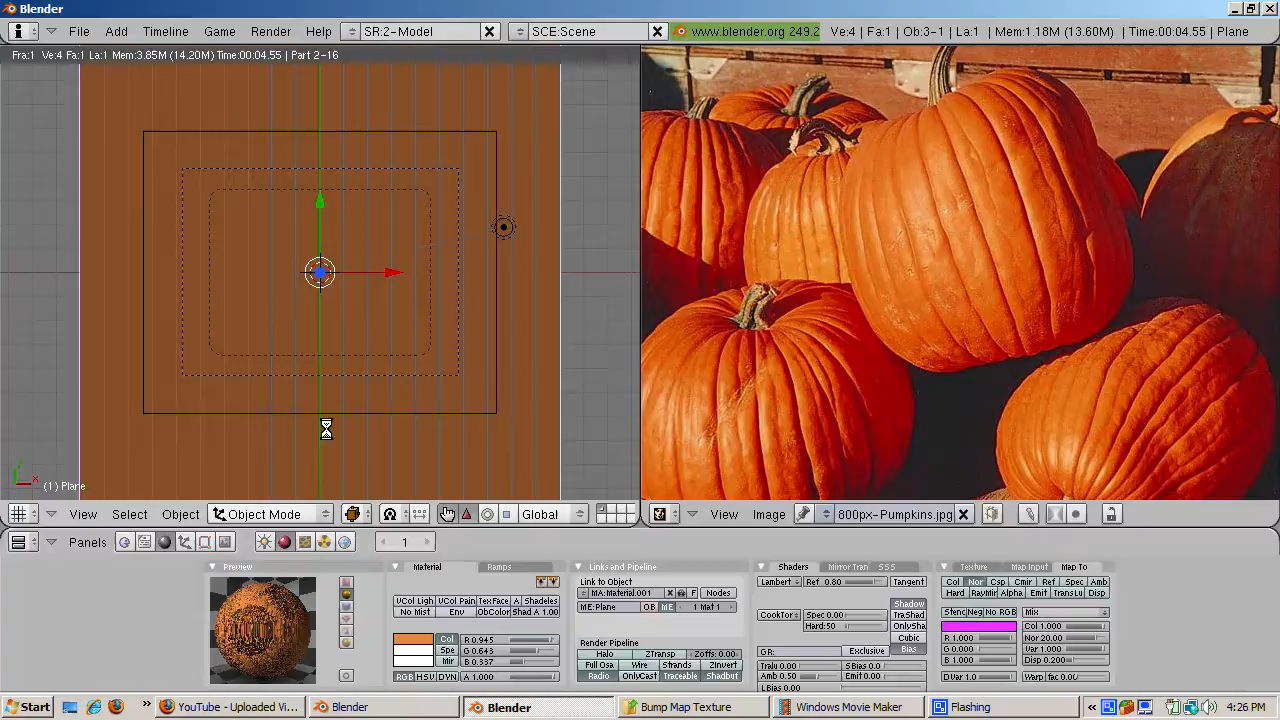 Blender
File Add Timeline Game Render Help SR:2-Model SCE:Scene www.blender.org 249.2 Ve:4 | Fa:1 | Ob:3-1 | La:1 | Mem:1.18M (13.60M) | Time:00:04.55 | Plane
Fra:1 Ve:4 Fa:1 La:1 Mem:3.85M (14.20M) Time:00:04.55 | Part 2-16
(1) Plane
View Select Object Object Mode Global View Image 800px-Pumpkins.jpg
Panels 1
Preview Material Ramps Links and Pipeline Shaders Mirror Tran SSS Texture Map Input Map To
Link to Object Lambert Ref 0.80 Tangent Col Nor Csp Cmir Ref Spec Amb
MA:Material.001 F Nodes Hard RayMir Alpha Emit TransLu Disp
VCol Ligh VCol Pain TexFace A Shadeles ME:Plane OB ME 1 Mat 1 Shadow
No Mist Env ObColor Shad A 1.00 CookTor Spec 0.00 TraShad Stenc Neg No RGB Mix
Hard:50 OnlySha Col 1.000
Col R 0.945 Render Pipeline Cubic R 1.000 Nor 20.00
Spe G 0.643 Halo ZTransp Zoffs: 0.00 GR: Exclusive Bias G 0.000 Var 1.000
Mir B 0.337 Full Osa Wire Strands ZInvert Tralu 0.00 SBias 0.00 B 1.000 Disp 0.200
RGB HSV DYN A 1.000 Radio OnlyCast Traceable Shadbuf Amb 0.50 Emit 0.00 DVar 1.0 Warp fac 0.00
LBias 0.00
Start YouTube - Uploaded Vi... Blender Blender Bump Map Texture Windows Movie Maker Flashing 4:26 PM